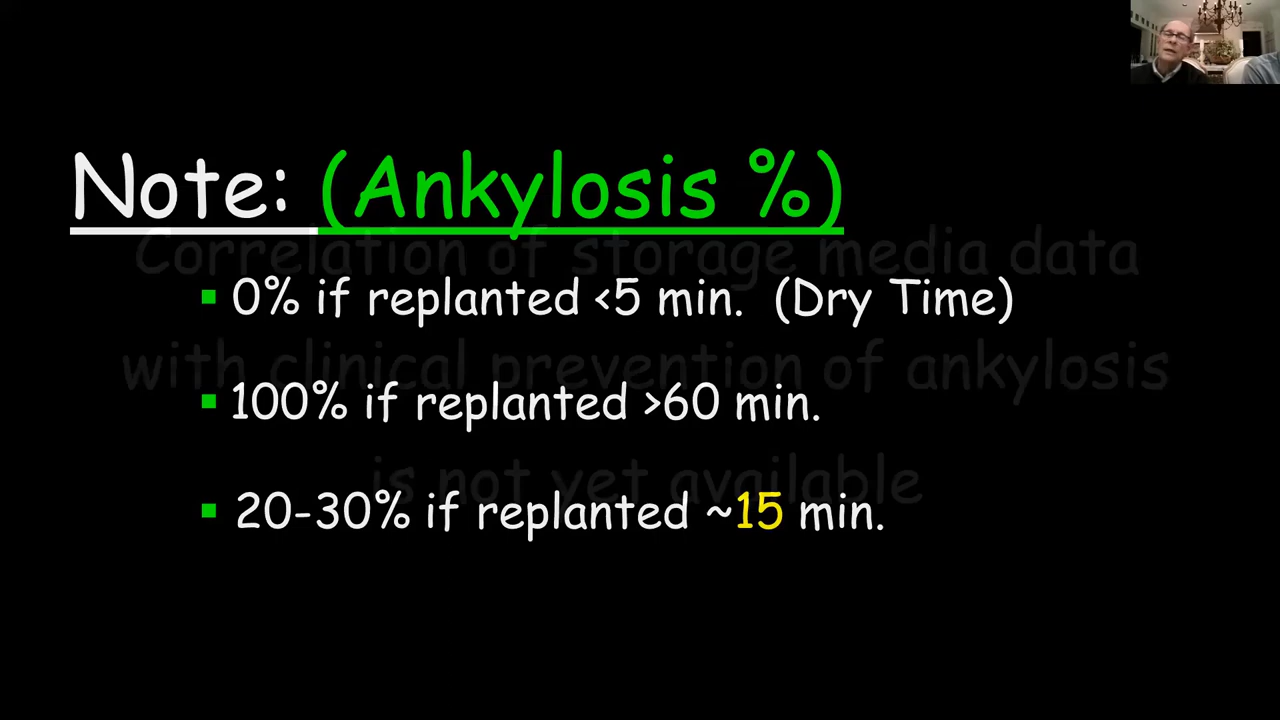 Note: (Ankylosis %)
Correlation of storage media data
0% if replanted <5 min. (Dry Time)
with clinical prevention of ankylosis
100% if replanted >60 min.
is not yet available
20-30% if replanted ~15 min.